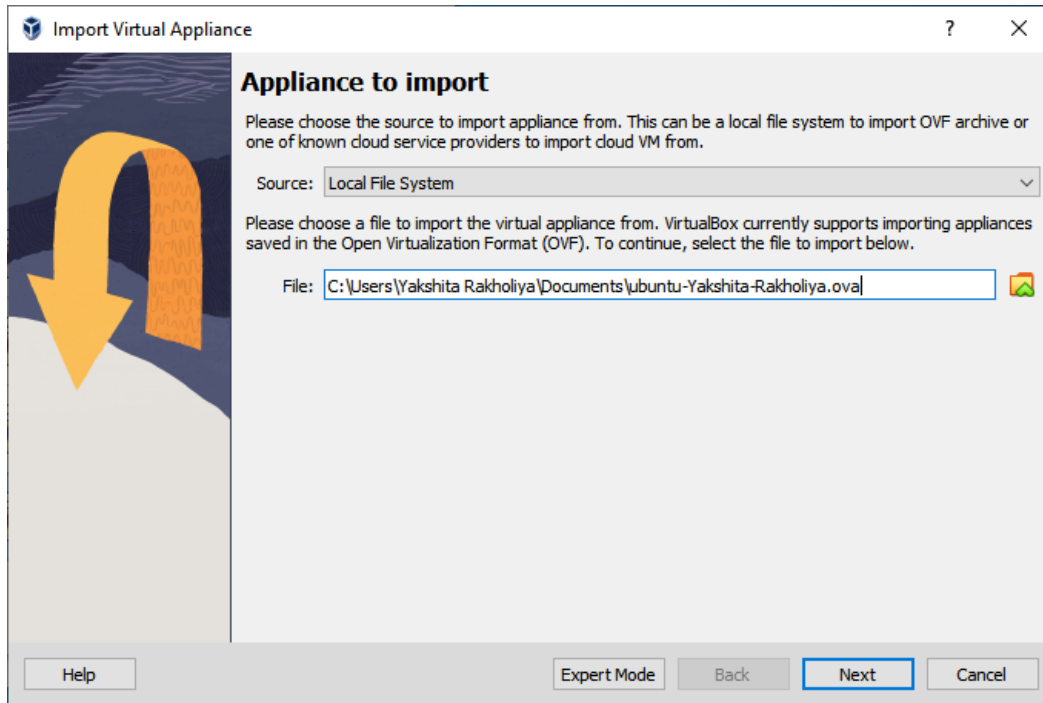 Import Virtual Appliance
?
Appliance to import
Please choose the source to import appliance from. This can be a local file system to import OVF archive or
one of known cloud service providers to import cloud VM from.
Source: Local File System
Please choose a file to import the virtual appliance from. VirtualBox currently supports importing appliances
saved in the Open Virtualization Format (OVF). To continue, select the file to import below.
File: C:\Users\Yakshita Rakholiya\Documents\ubuntu-Yakshita-Rakholiya.ova
Help Expert Mode Back Next Cancel